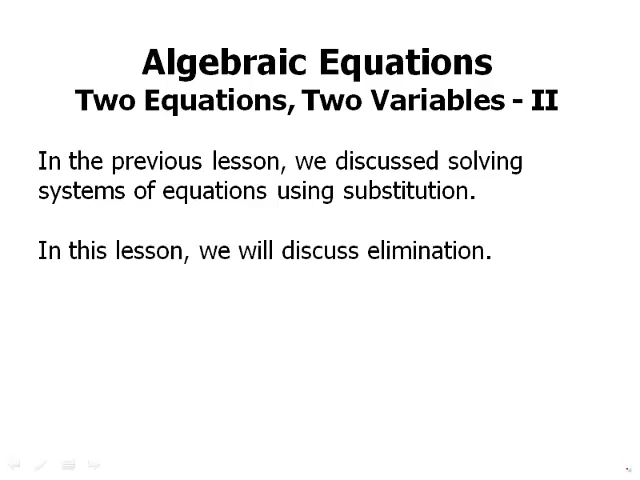 Algebraic Equations
Two Equations, Two Variables - II
In the previous lesson, we discussed solving
systems of equations using substitution.
In this lesson, we will discuss elimination.